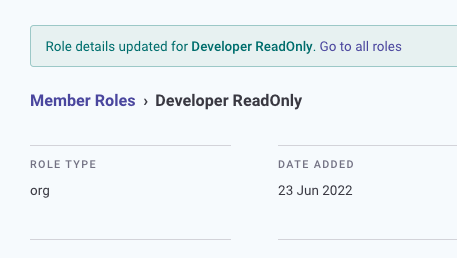 Role details updated for Developer ReadOnly. Go to all roles
Member Roles › Developer ReadOnly
ROLE TYPE
DATE ADDED
org
23 Jun 2022